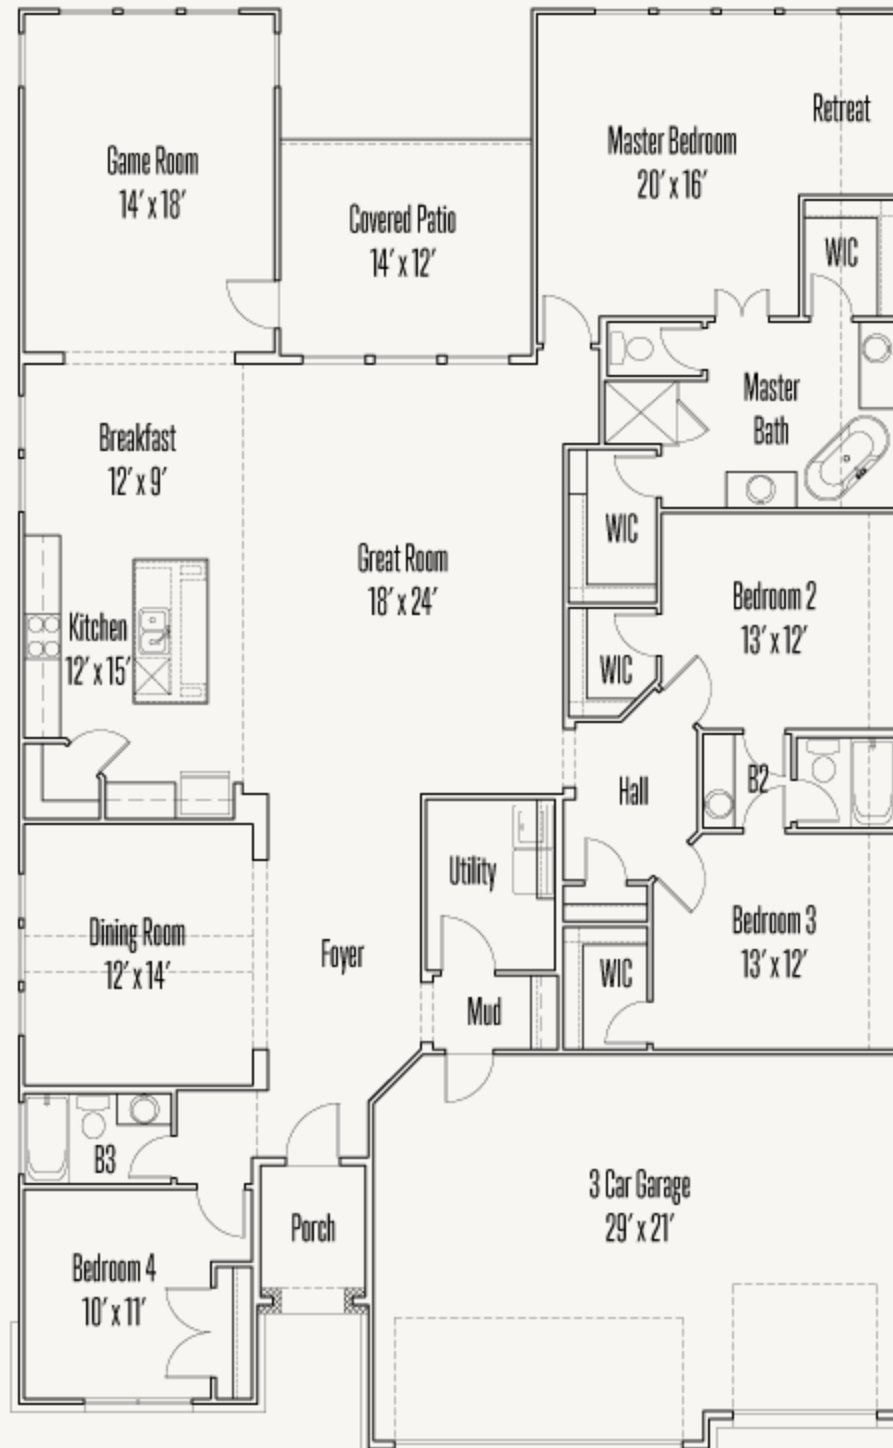 Game Room
14' x 18'
Covered Patio
14' x 12'
Master Bedroom
20' x 16'
Retreat
WIC
Master
Bath
Breakfast
12' x 9'
Great Room
18' x 24'
WIC
Kitchen
12' x 15'
Bedroom 2
13' x 12'
WIC
Hall
B2
Utility
Dining Room
12' x 14'
Foyer
Bedroom 3
13' x 12'
WIC
Mud
B3
3 Car Garage
29' x 21'
Porch
Bedroom 4
10' x 11'